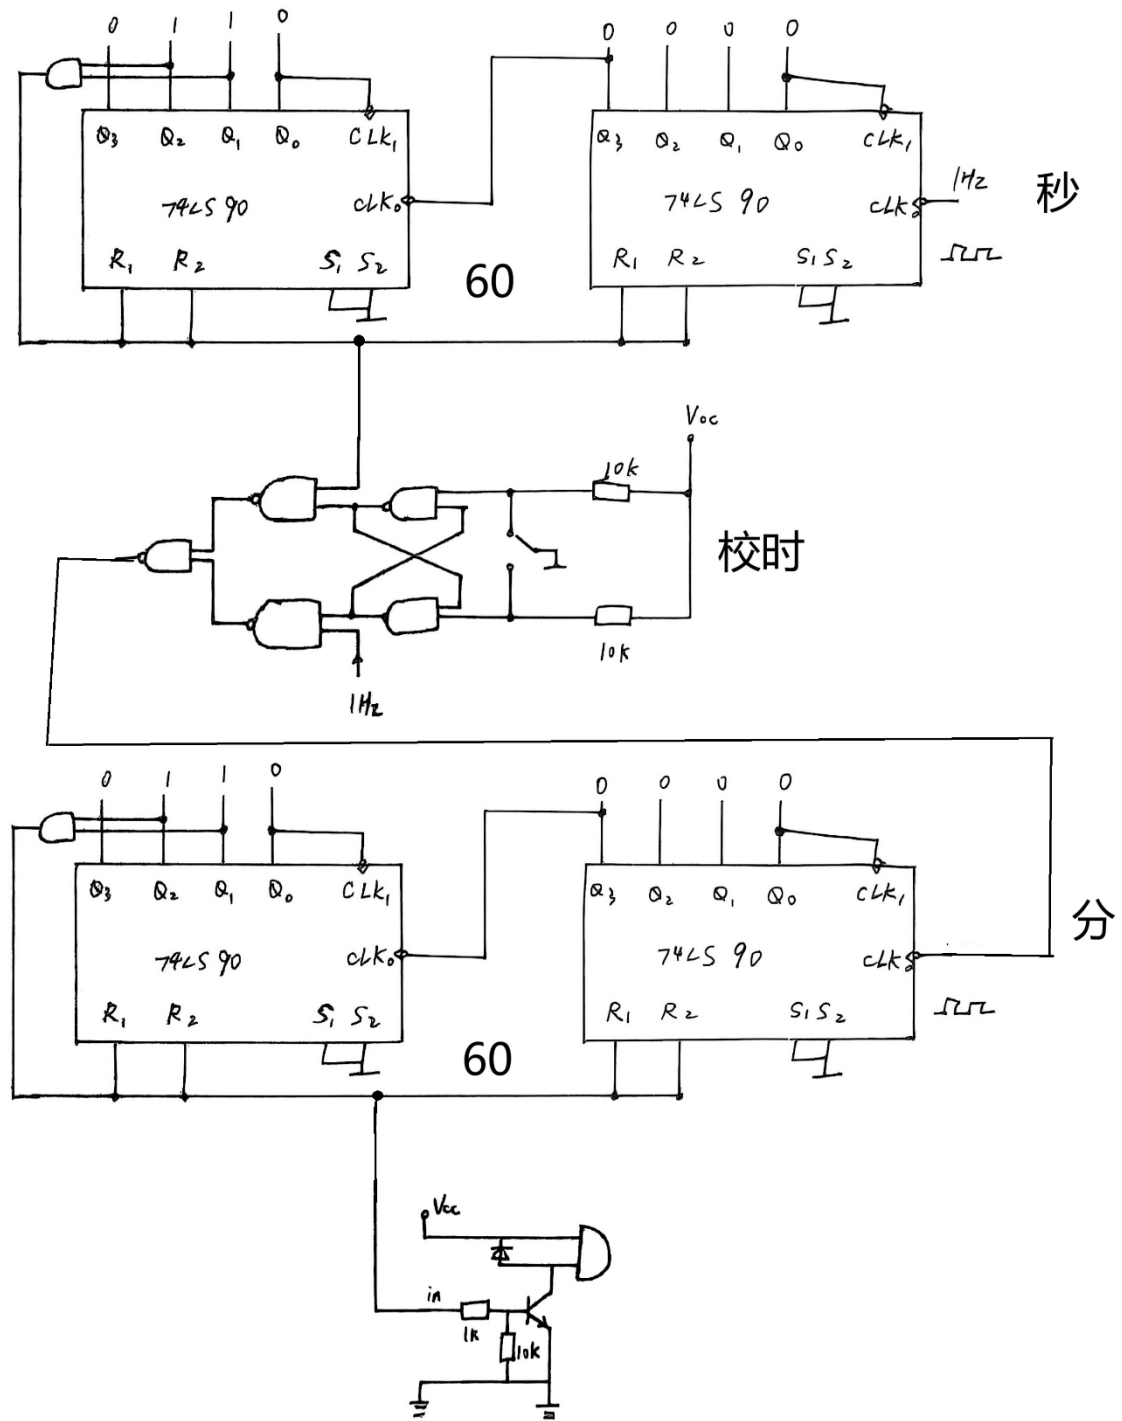 0 1 1 0 0 0 0 0
Q3 Q2 Q1 Q0 CLK1 Q3 Q2 Q1 Q0 CLK1
74LS90 CLK0 74LS90 CLK0 1Hz 秒
R1 R2 S1 S2 60 R1 R2 S1 S2
Vcc
10k
校时
10k
1Hz
0 1 1 0 0 0 0 0
Q3 Q2 Q1 Q0 CLK1 Q3 Q2 Q1 Q0 CLK1
74LS90 CLK0 74LS90 CLK0 分
R1 R2 S1 S2 60 R1 R2 S1 S2
Vcc
in
1k
10k